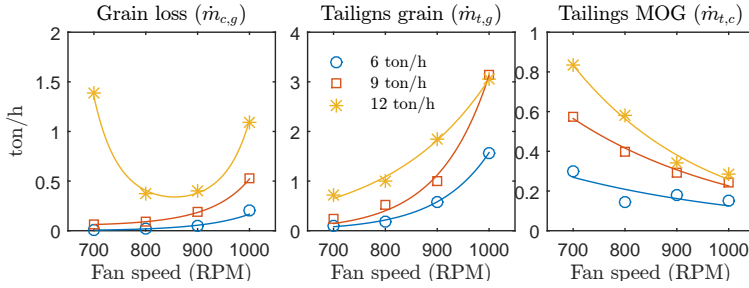 Grain loss (ṁc,g)
Tailigns grain (ṁt,g)
Tailings MOG (ṁt,c)
ton/h
2
1.5
1
0.5
0
700 800 900 1000
Fan speed (RPM)
4
3
2
1
0
6 ton/h
9 ton/h
12 ton/h
700 800 900 1000
Fan speed (RPM)
1
0.8
0.6
0.4
0.2
0
700 800 900 1000
Fan speed (RPM)